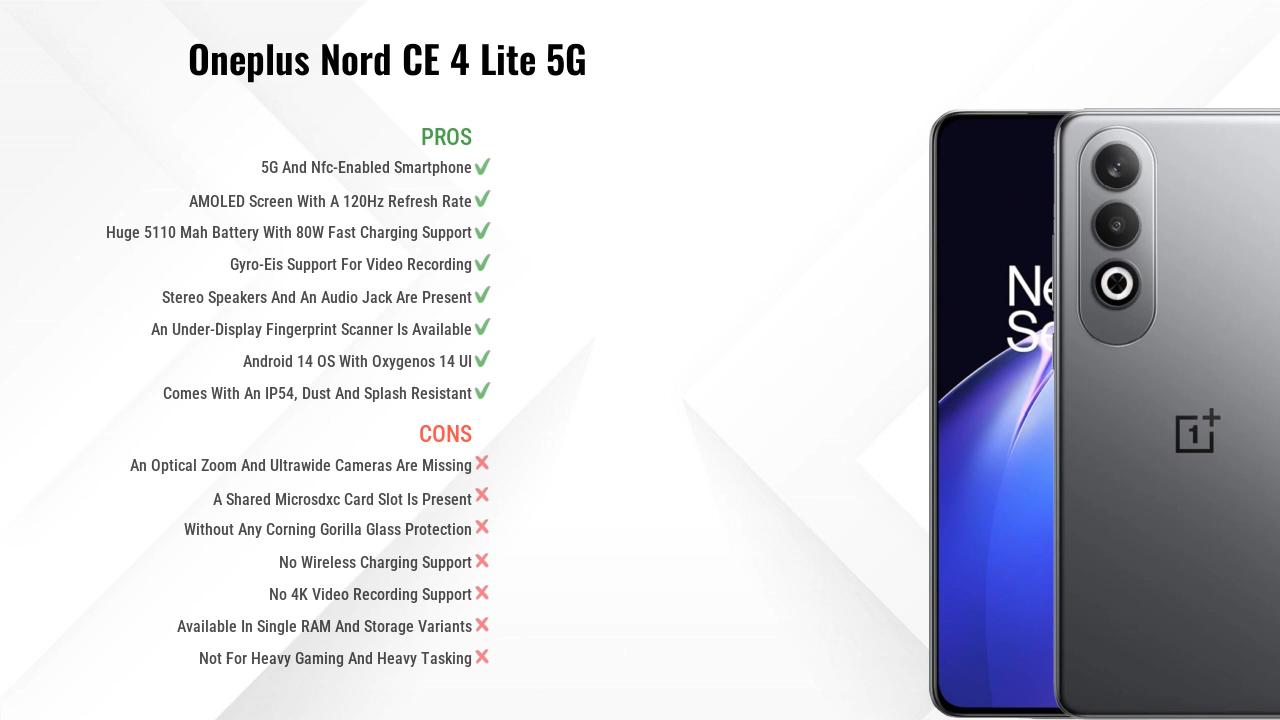 Oneplus Nord CE 4 Lite 5G
PROS
5G And Nfc-Enabled Smartphone
AMOLED Screen With A 120Hz Refresh Rate
Huge 5110 Mah Battery With 80W Fast Charging Support
Gyro-Eis Support For Video Recording
Stereo Speakers And An Audio Jack Are Present
An Under-Display Fingerprint Scanner Is Available
Android 14 OS With Oxygenos 14 UI
Comes With An IP54, Dust And Splash Resistant
CONS
An Optical Zoom And Ultrawide Cameras Are Missing
A Shared Microsdxc Card Slot Is Present
Without Any Corning Gorilla Glass Protection
No Wireless Charging Support
No 4K Video Recording Support
Available In Single RAM And Storage Variants
Not For Heavy Gaming And Heavy Tasking
Ne
Se
1+